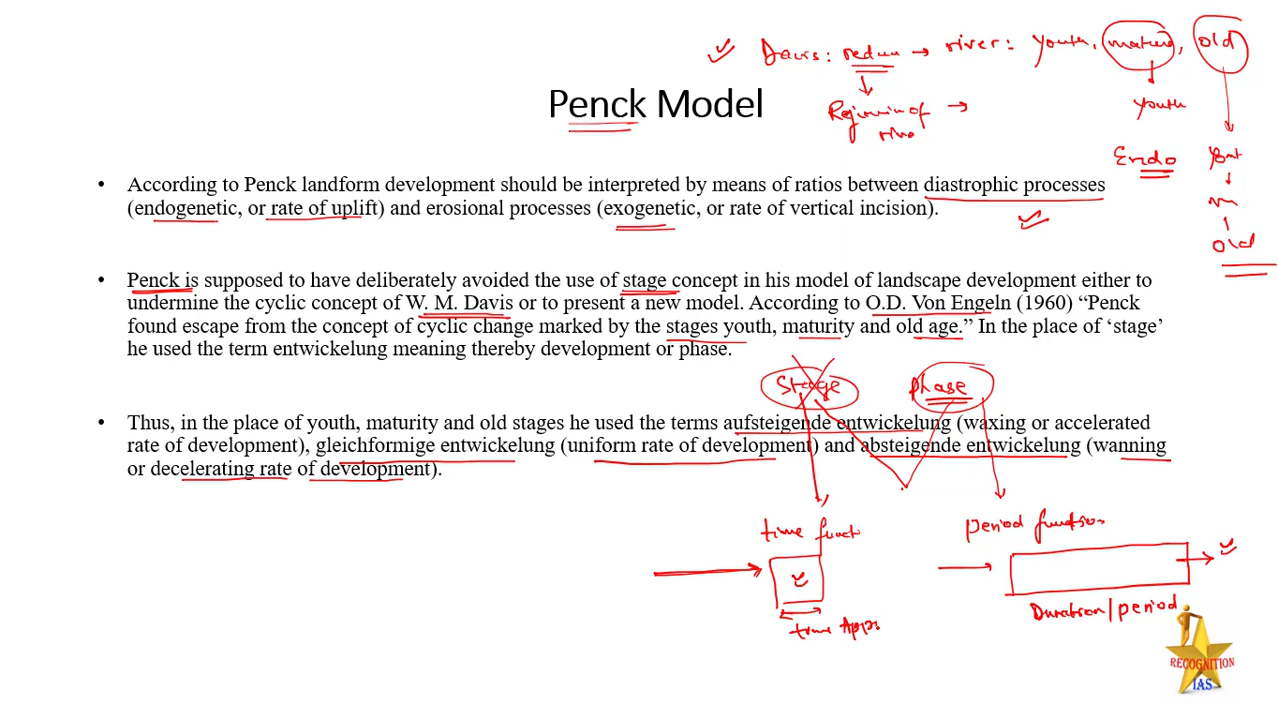 Davis: → river: youth, mature, old
Penck Model
Rejuvein of →
youth
Endo
• According to Penck landform development should be interpreted by means of ratios between diastrophic processes
(endogenetic, or rate of uplift) and erosional processes (exogenetic, or rate of vertical incision).
old
• Penck is supposed to have deliberately avoided the use of stage concept in his model of landscape development either to
undermine the cyclic concept of W. M. Davis or to present a new model. According to O.D. Von Engeln (1960) “Penck
found escape from the concept of cyclic change marked by the stages youth, maturity and old age.” In the place of ‘stage’
he used the term entwickelung meaning thereby development or phase.
Stage phase
• Thus, in the place of youth, maturity and old stages he used the terms aufsteigende entwickelung (waxing or accelerated
rate of development), gleichformige entwickelung (uniform rate of development) and absteigende entwickelung (wanning
or decelerating rate of development).
time funct period function
time Duration/period
RECOGNITION
IAS